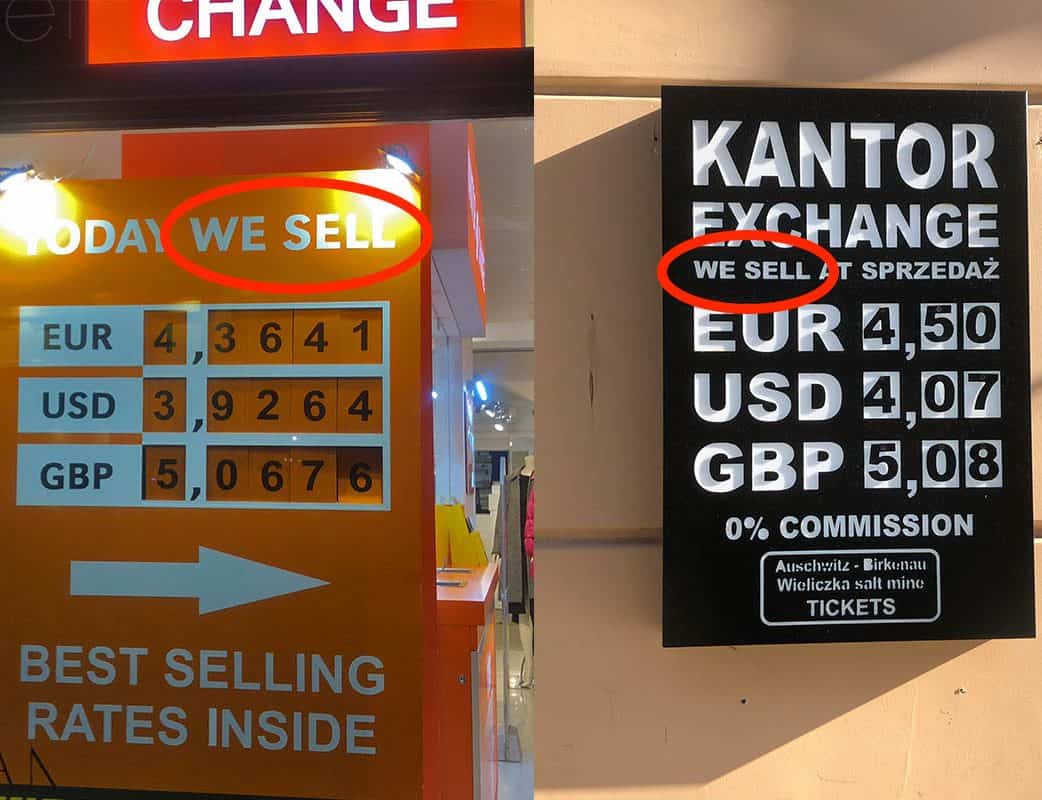 CHANGE
TODAY WE SELL
EUR 4,3641
USD 3,9264
GBP 5,0676
BEST SELLING
RATES INSIDE
KANTOR
EXCHANGE
WE SELL AT SPRZEDAŻ
EUR 4,50
USD 4,07
GBP 5,08
0% COMMISSION
Auschwitz - Birkenau
Wieliczka salt mine
TICKETS